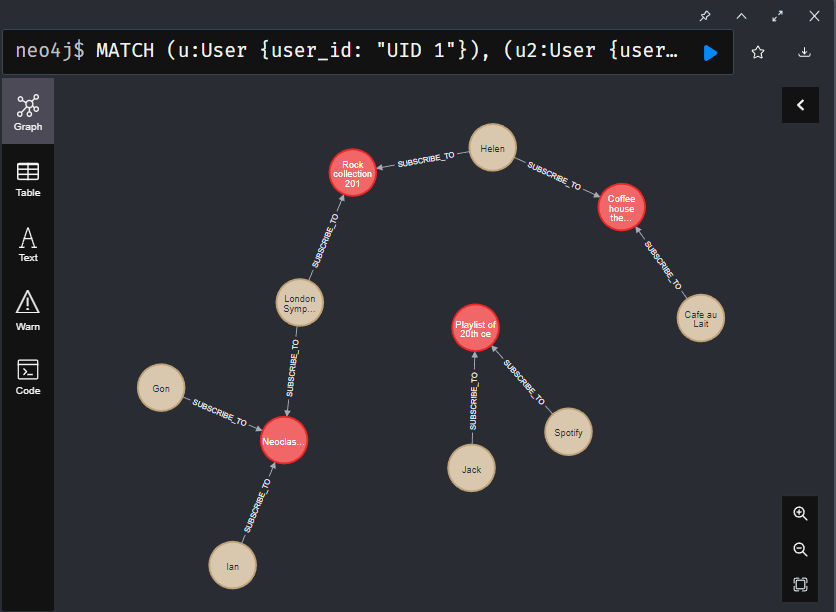 neo4j$ MATCH (u:User {user_id: "UID 1"}), (u2:User {user…
Graph
Table
Text
Warn
Code
Helen
Rock
collection
201
SUBSCRIBE_TO
SUBSCRIBE_TO
Coffee
house
the...
SUBSCRIBE_TO
SUBSCRIBE_TO
London
Symp...
Cafe au
Lait
Playlist of
20th ce
SUBSCRIBE_TO
Gon
SUBSCRIBE_TO
SUBSCRIBE_TO
SUBSCRIBE_TO
Neoclas...
Spotify
Jack
SUBSCRIBE_TO
Ian